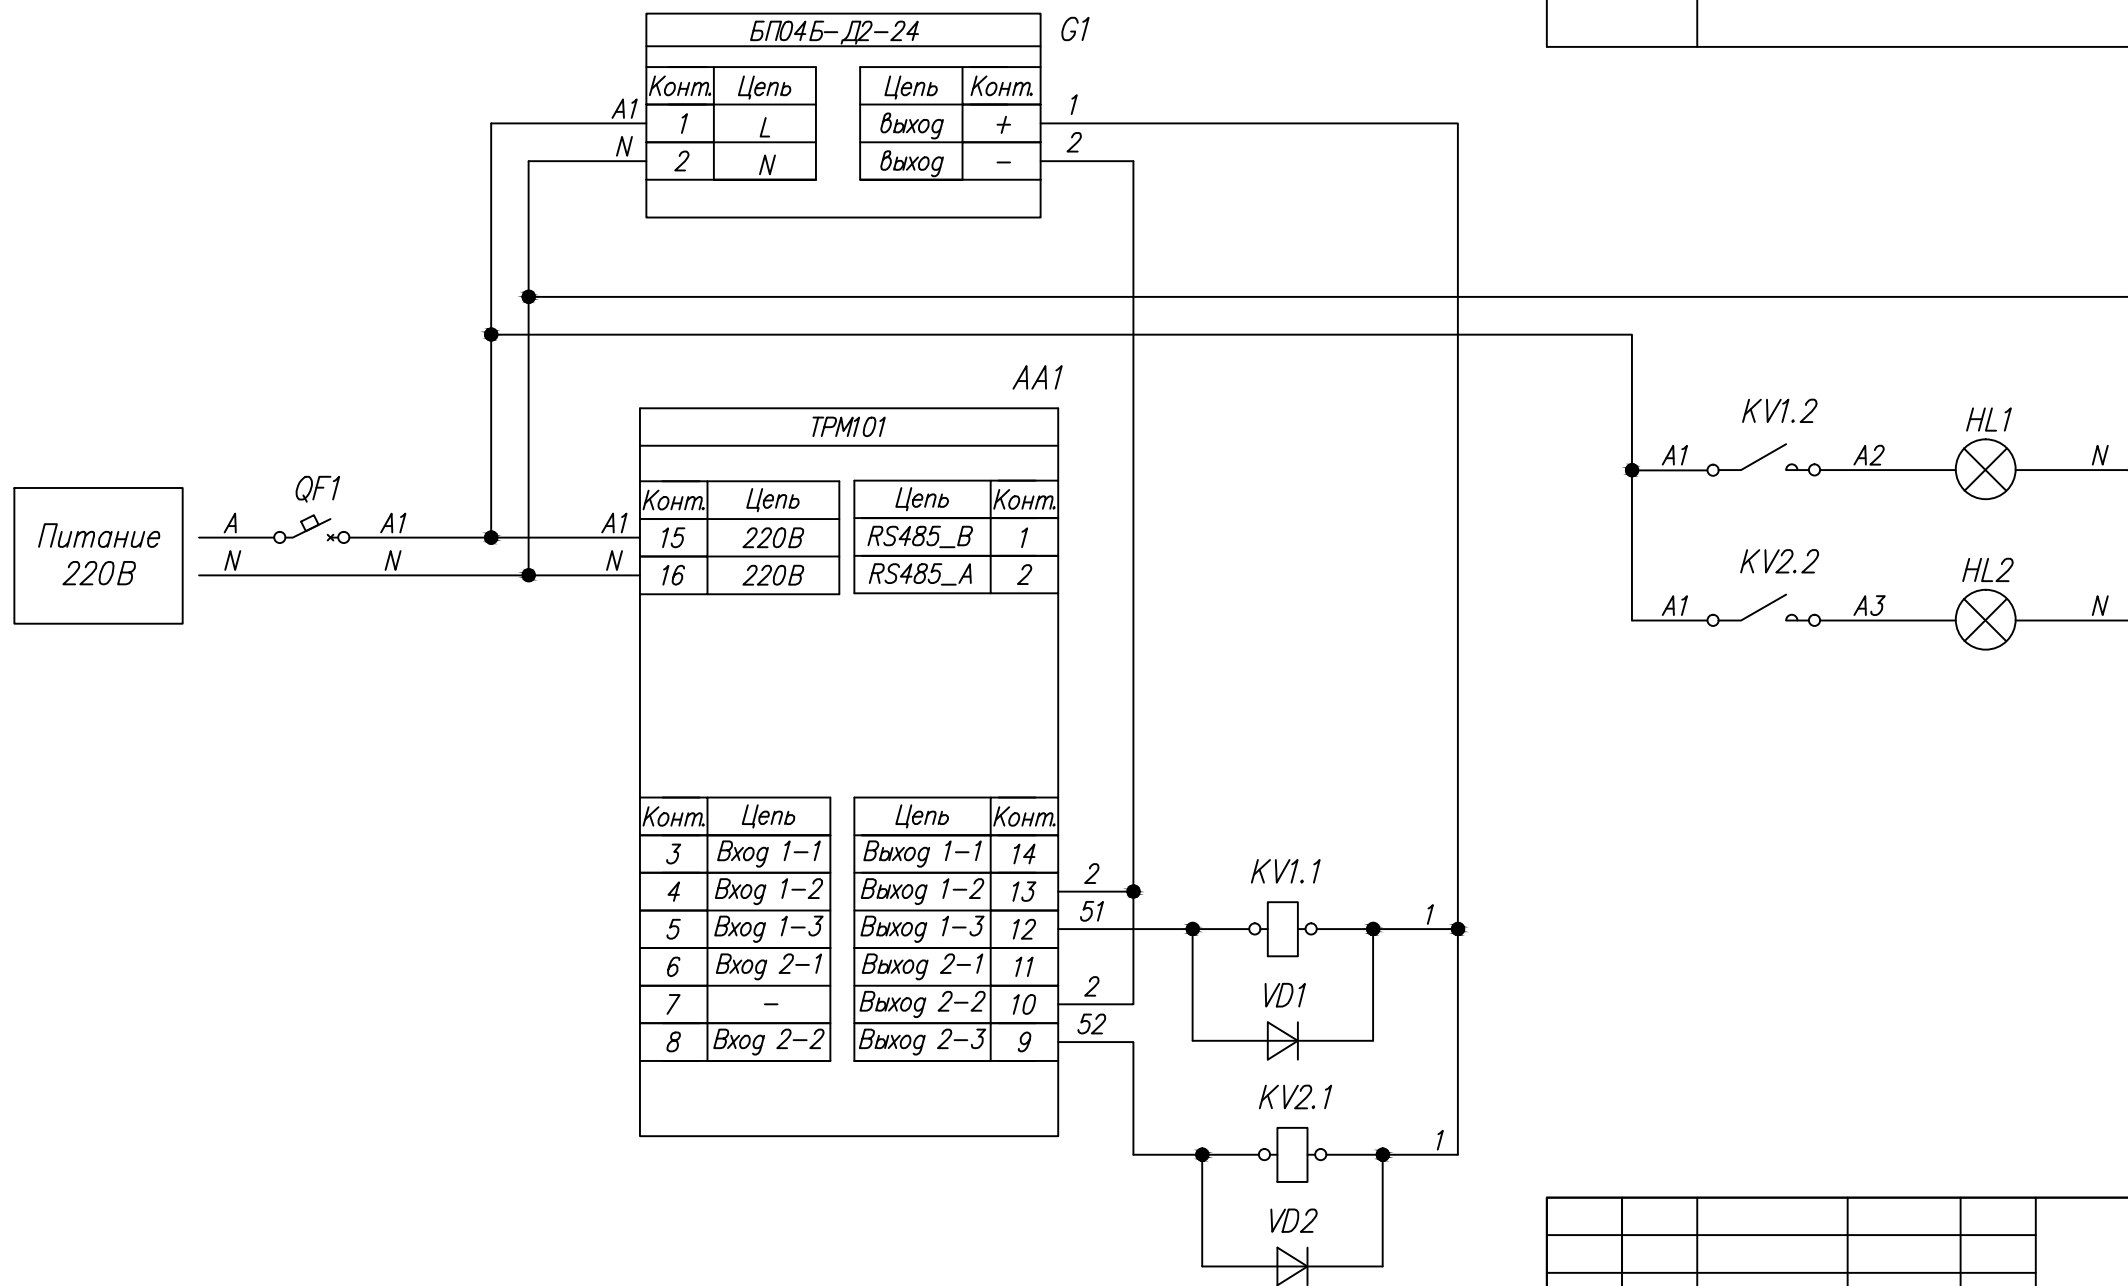 БП04Б-Д2-24
G1
Конт. Цепь Цепь Конт.
A1 1 L выход + 1
N 2 N выход - 2
AA1
ТРМ101
KV1.2 HL1
A1 A2 N
QF1
Питание 220В
A A1 A1
N N N
Конт. Цепь Цепь Конт.
15 220В RS485_B 1
16 220В RS485_A 2
KV2.2 HL2
A1 A3 N
Конт. Цепь Цепь Конт.
3 Вход 1-1 Выход 1-1 14
4 Вход 1-2 Выход 1-2 13 2
5 Вход 1-3 Выход 1-3 12 51
6 Вход 2-1 Выход 2-1 11
7 - Выход 2-2 10 2
8 Вход 2-2 Выход 2-3 9 52
KV1.1
1
VD1
KV2.1
1
VD2